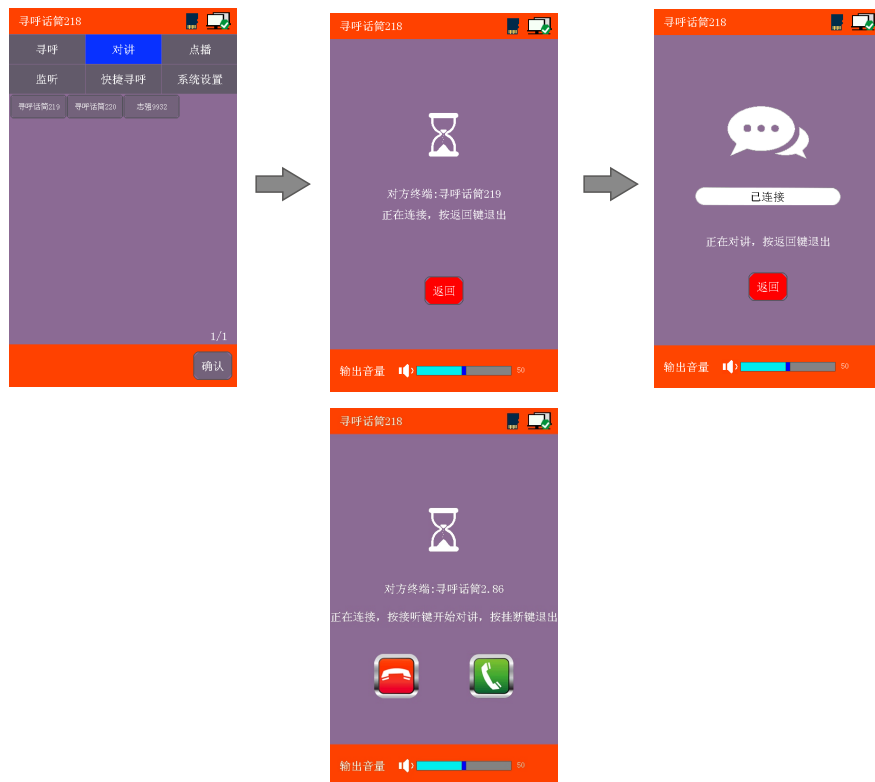 寻呼话筒218
寻呼 对讲 点播
监听 快捷寻呼 系统设置
寻呼话筒219 寻呼话筒220 志强9932
1/1
确认
寻呼话筒218
对方终端:寻呼话筒219
正在连接, 按返回键退出
返回
输出音量 50
寻呼话筒218
已连接
正在对讲, 按返回键退出
返回
输出音量 50
寻呼话筒218
对方终端:寻呼话筒2.86
正在连接, 按接听键开始对讲, 按挂断键退出
输出音量 50